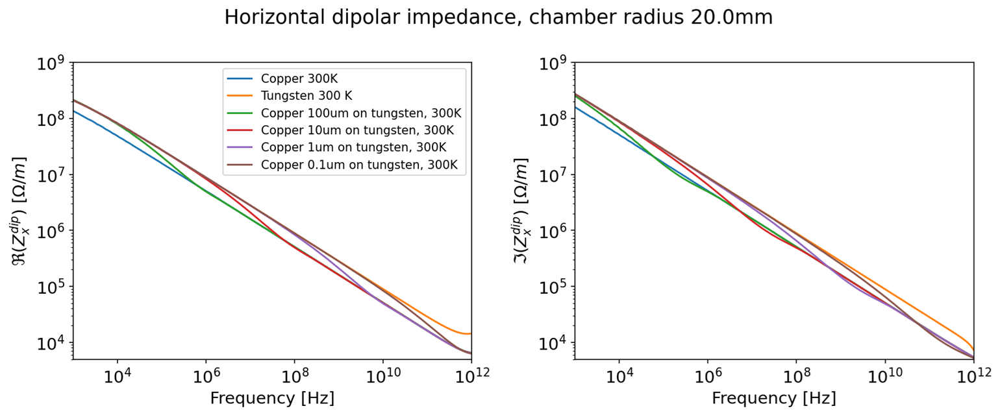 Horizontal dipolar impedance, chamber radius 20.0mm
ℜ(Z_x^{dip}) [Ω/m]
10^9
10^8
10^7
10^6
10^5
10^4
Copper 300K
Tungsten 300 K
Copper 100um on tungsten, 300K
Copper 10um on tungsten, 300K
Copper 1um on tungsten, 300K
Copper 0.1um on tungsten, 300K
10^4 10^6 10^8 10^10 10^12
Frequency [Hz]
ℑ(Z_x^{dip}) [Ω/m]
10^9
10^8
10^7
10^6
10^5
10^4
10^4 10^6 10^8 10^10 10^12
Frequency [Hz]